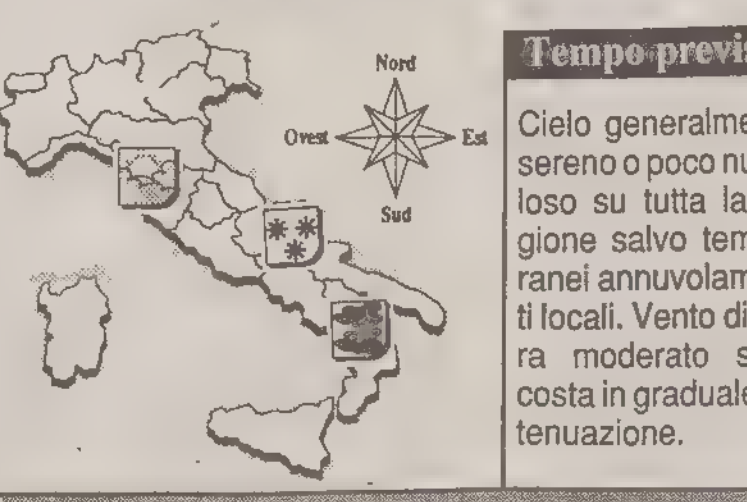 Nord
Ovest
Est
Sud
Tempo previ
Cielo generalme
sereno o poco nu
loso su tutta la
gione salvo tem
ranei annuvolam
ti locali. Vento di
ra moderato s
costa in graduale
tenuazione.